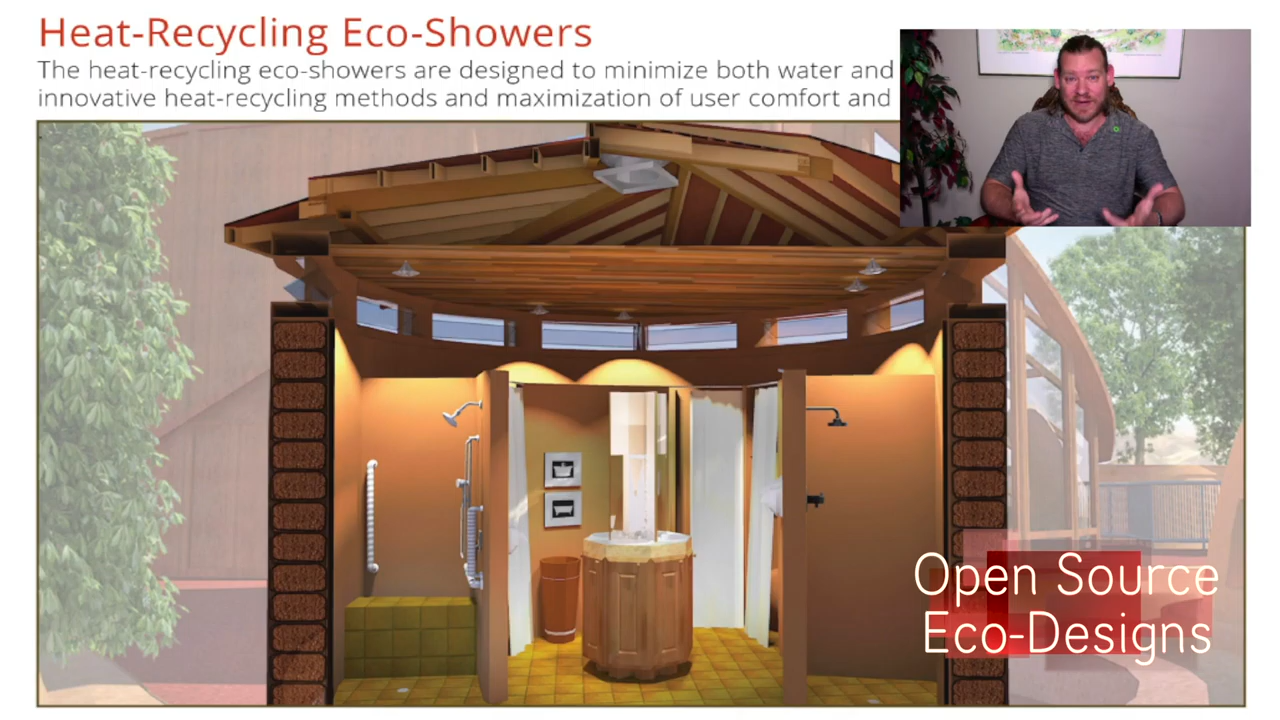 Heat-Recycling Eco-Showers
The heat-recycling eco-showers are designed to minimize both water and
innovative heat-recycling methods and maximization of user comfort and
Open Source
Eco-Designs